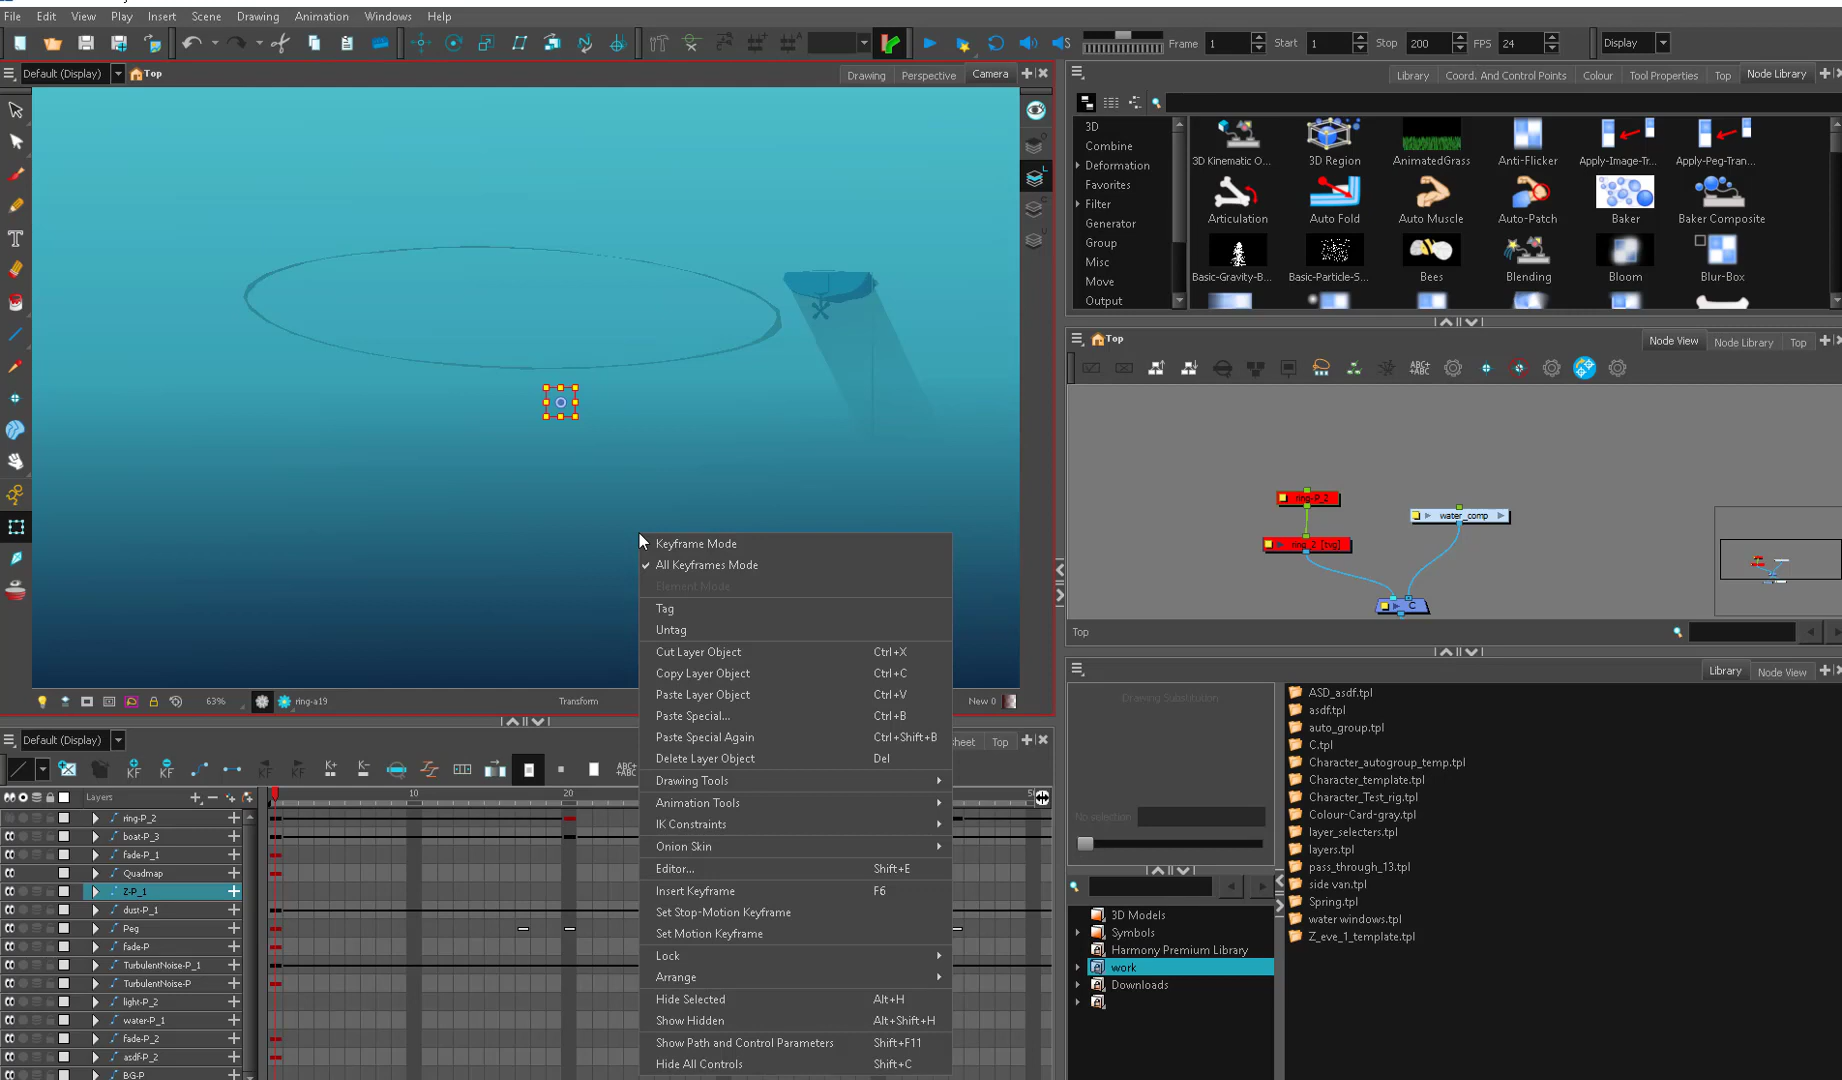 File Edit View Play Insert Scene Drawing Animation Windows Help
Frame 1 Start 1 Stop 200 FPS 24 Display
Default (Display) Top Drawing Perspective Camera
Library Coord. And Control Points Colour Tool Properties Top Node Library
3D
Combine
Deformation
Favorites
Filter
Generator
Group
Misc
Move
Output
3D Kinematic O... 3D Region AnimatedGrass Anti-Flicker Apply-Image-Tr... Apply-Peg-Tran...
Articulation Auto Fold Auto Muscle Auto-Patch Baker Baker Composite
Basic-Gravity-B... Basic-Particle-S... Bees Blending Bloom Blur-Box
Top Node View Node Library Top
ring-P_2
water_comp
ring_2 [tvg]
C
Top
Keyframe Mode
All Keyframes Mode
Element Mode
Tag
Untag
Cut Layer Object Ctrl+X
Copy Layer Object Ctrl+C
Paste Layer Object Ctrl+V
Paste Special... Ctrl+B
Paste Special Again Ctrl+Shift+B
Delete Layer Object Del
Drawing Tools
Animation Tools
IK Constraints
Onion Skin
Editor... Shift+E
Insert Keyframe F6
Set Stop-Motion Keyframe
Set Motion Keyframe
Lock
Arrange
Hide Selected Alt+H
Show Hidden Alt+Shift+H
Show Path and Control Parameters Shift+F11
Hide All Controls Shift+C
63% ring-a19 Transform New 0
Default (Display) sheet Top
Layers 10 20
ring-P_2
boat-P_3
fade-P_1
Quadmap
Z-P_1
dust-P_1
Peg
fade-P
TurbulentNoise-P_1
TurbulentNoise-P
light-P_2
water-P_1
fade-P_2
asdf-P_2
BG-P
Library Node View
Drawing Substitution
No selection
3D Models
Symbols
Harmony Premium Library
work
Downloads
ASD_asdf.tpl
asdf.tpl
auto_group.tpl
C.tpl
Character_autogroup_temp.tpl
Character_template.tpl
Character_Test_rig.tpl
Colour-Card-gray.tpl
layer_selecters.tpl
layers.tpl
pass_through_13.tpl
side van.tpl
Spring.tpl
water windows.tpl
Z_eve_1_template.tpl